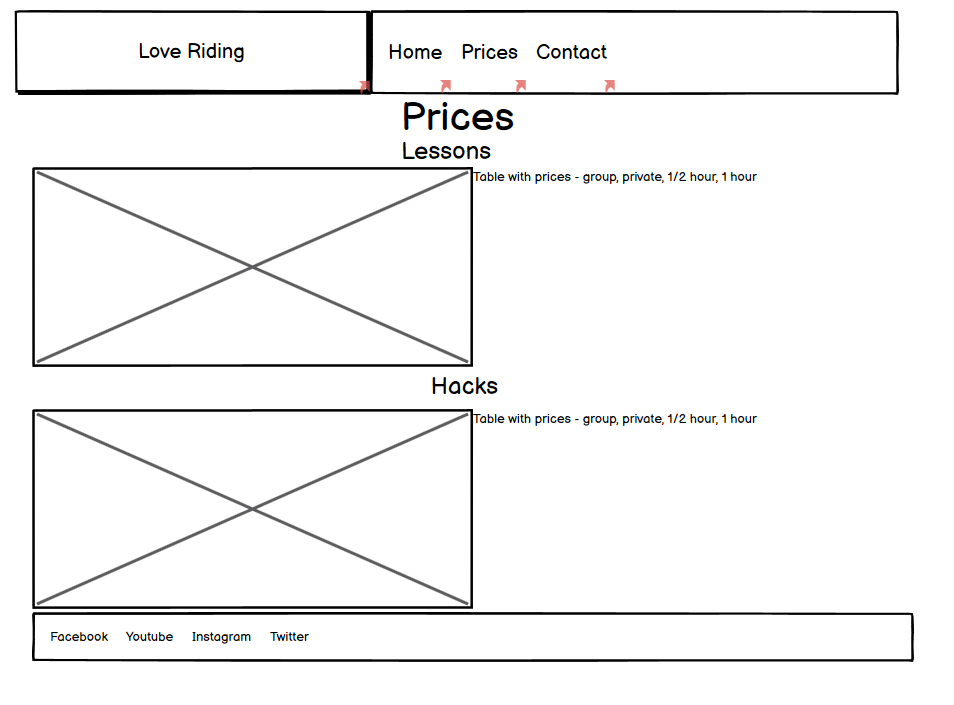 Love Riding
Home Prices Contact
Prices
Lessons
Table with prices - group, private, 1/2 hour, 1 hour
Hacks
Table with prices - group, private, 1/2 hour, 1 hour
Facebook Youtube Instagram Twitter